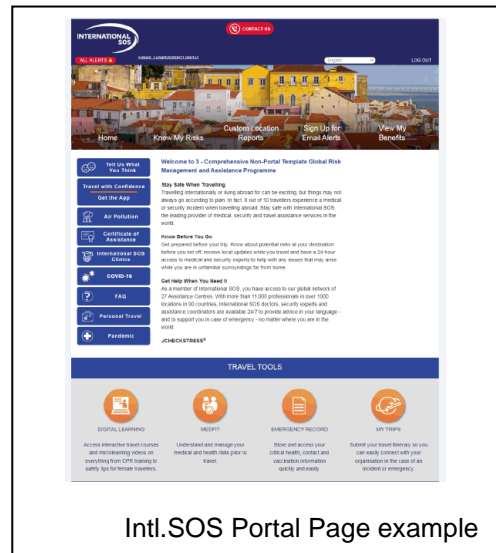 INTERNATIONAL
SOS
CONTACT US
ALL ALERTS
English
LOG OUT
Home
Know My Risks
Custom Location
Reports
Sign Up for
Email Alerts
View My
Benefits
Tell Us What
You Think
Travel with Confidence
Get the App
Air Pollution
Certificate of
Assistance
International SOS
Clinics
COVID-19
FAQ
Personal Travel
Pandemic
Welcome to 3 - Comprehensive Non-Portal Template Global Risk
Management and Assistance Programme
Stay Safe When Travelling
Travelling internationally or living abroad for can be exciting, but things may not
always go according to plan. In fact, 8 out of 10 travellers experience a medical
or security incident when travelling abroad. Stay safe with International SOS,
the leading provider of medical, security and travel assistance services in the
world.
Know Before You Go
Get prepared before your trip. Know about potential risks at your destination
before you set off, receive local updates while you travel and have a 24-hour
access to medical and security experts to help with any issues that may arise
while you are in unfamiliar surroundings far from home.
Get Help When You Need It
As a member of International SOS, you have access to our global network of
27 Assistance Centres. With more than 11,000 professionals in over 1000
locations in 90 countries, International SOS doctors, security experts and
assistance coordinators are available 24/7 to provide advice in your language -
and to support you in case of emergency - no matter where you are in the
world.
TRAVEL TOOLS
DIGITAL LEARNING
Access interactive travel courses
and microlearning videos on
everything from CPR training to
safety tips for female travellers.
MEDFIT
Understand and manage your
medical and health risks prior to
travel.
EMERGENCY RECORD
Store and access your
critical health, contact and
vaccination information
quickly and easily.
MY TRIPS
Submit your travel itinerary so you
can easily connect with your
organisation in the case of an
incident or emergency.
Intl.SOS Portal Page example